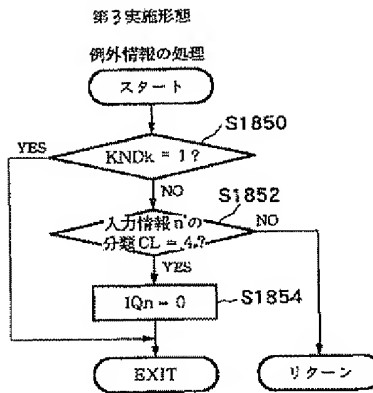 第3実施形態
例外情報の処理
スタート
S1850
YES
KNDk = 1?
NO
S1852
入力情報n'の
分類CL = 4?
NO
YES
IQn = 0
S1854
EXIT
リターン